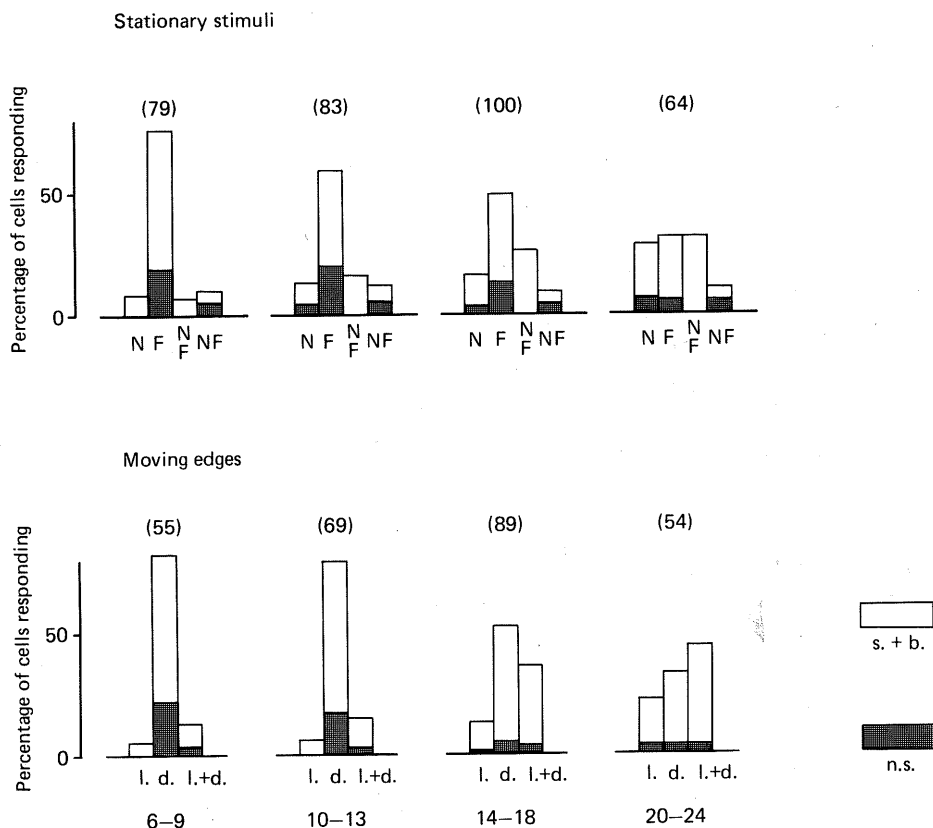 Stationary stimuli
(79) (83) (100) (64)
Percentage of cells responding
50
0
N F N F NF N F N F NF N F N F NF N F N F NF
Moving edges
(55) (69) (89) (54)
Percentage of cells responding
50
0
s. + b.
n.s.
l. d. l.+d. l. d. l.+d. l. d. l.+d. l. d. l.+d.
6–9 10–13 14–18 20–24